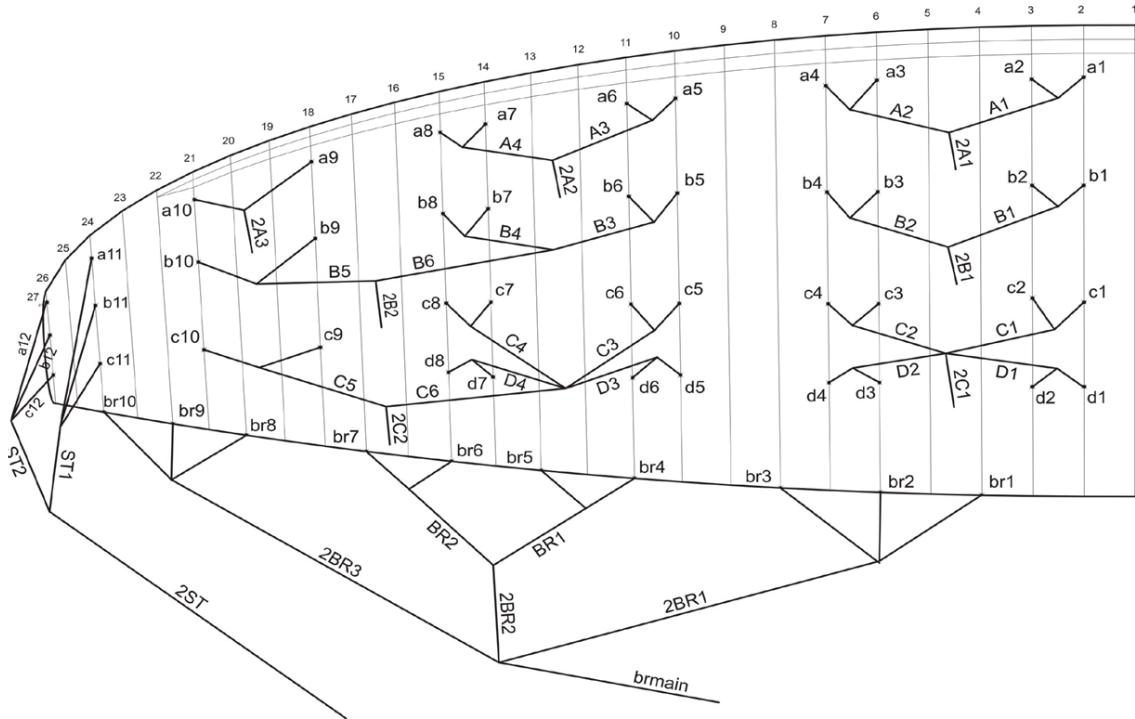 1
2
3
4
5
6
7
8
9
10
11
12
13
14
15
16
17
18
19
20
21
22
23
24
25
26
27
a1
a2
a3
a4
a5
a6
a7
a8
a9
a10
a11
a12
A1
A2
A3
A4
2A1
2A2
2A3
b1
b2
b3
b4
b5
b6
b7
b8
b9
b10
b11
b12
B1
B2
B3
B4
B5
B6
2B1
2B2
c1
c2
c3
c4
c5
c6
c7
c8
c9
c10
c11
c12
C1
C2
C3
C4
C5
C6
2C1
2C2
d1
d2
d3
d4
d5
d6
d7
d8
D1
D2
D3
D4
br1
br2
br3
br4
br5
br6
br7
br8
br9
br10
BR1
BR2
2BR1
2BR2
2BR3
ST1
ST2
2ST
brmain